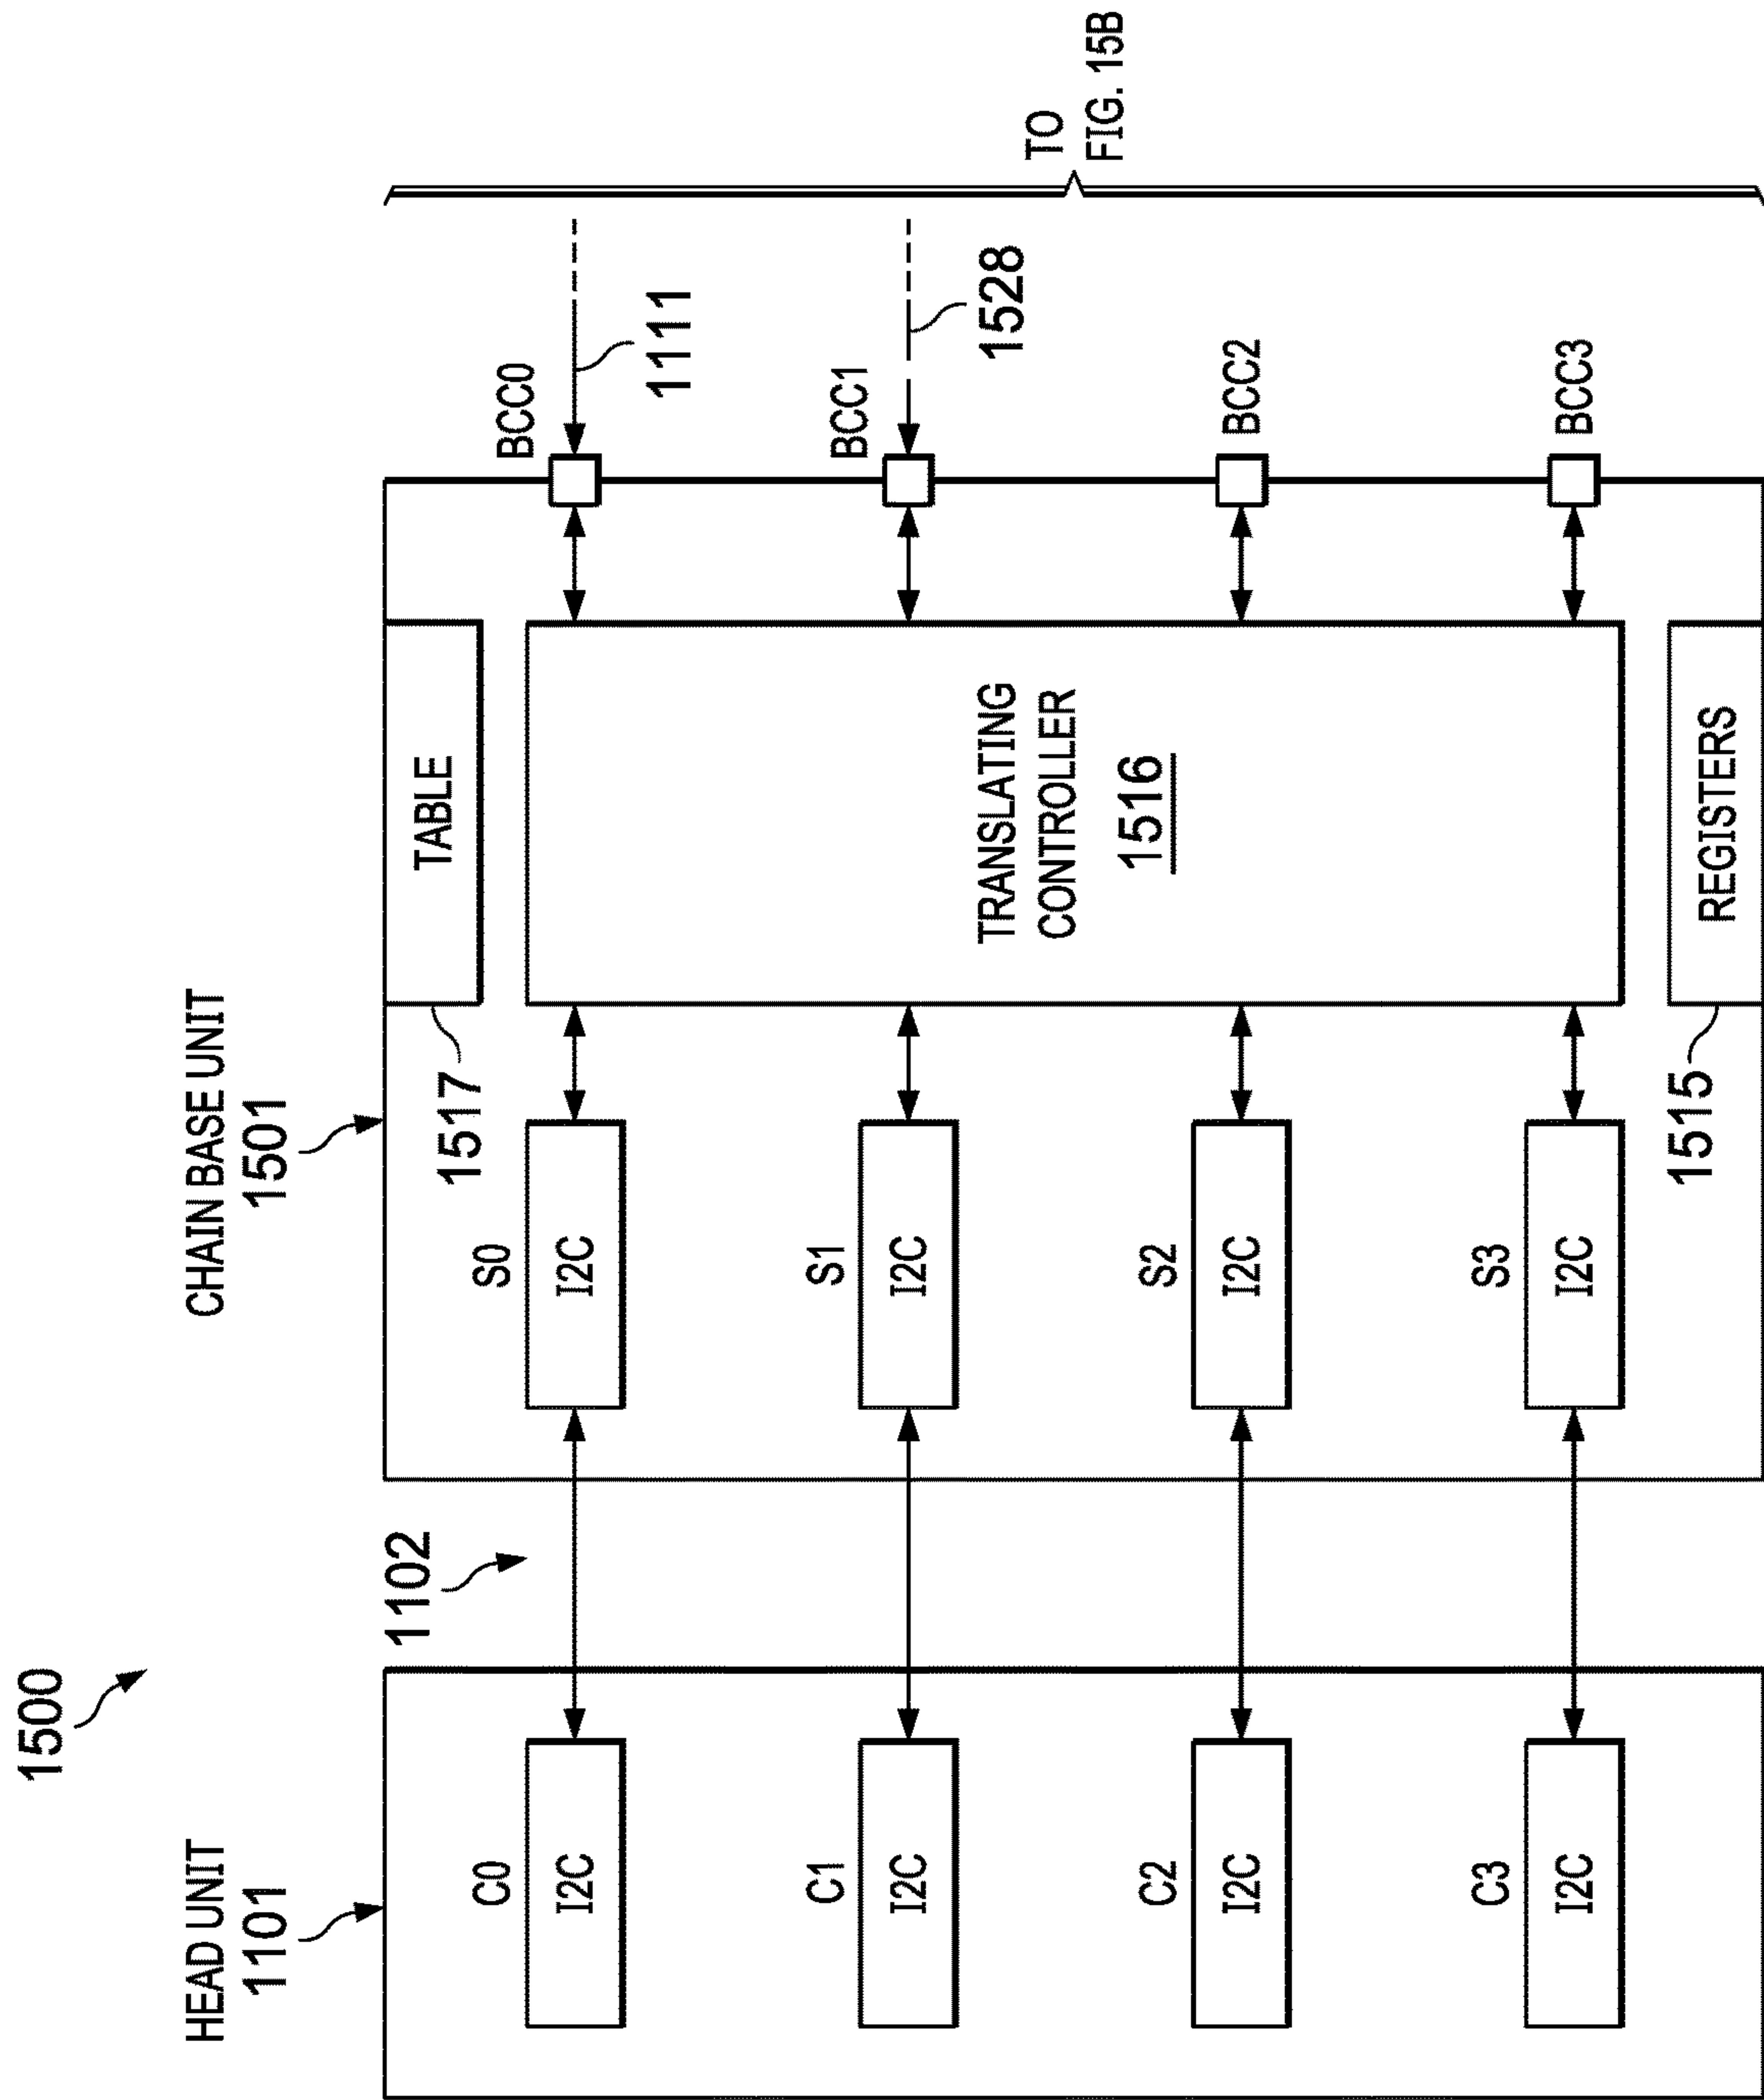 1500
HEAD UNIT
1101
1102
CHAIN BASE UNIT
1501
C0
I2C
C1
I2C
C2
I2C
C3
I2C
S0
I2C
S1
I2C
S2
I2C
S3
I2C
1517
TABLE
TRANSLATING
CONTROLLER
1516
1515
REGISTERS
BCC0
1111
BCC1
1528
BCC2
BCC3
TO
FIG. 15B